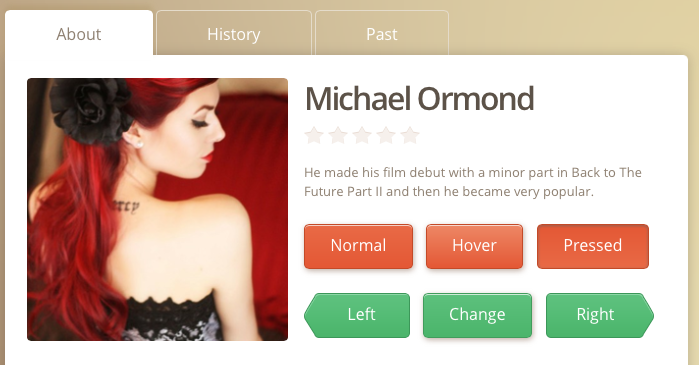 About
History
Past
Michael Ormond
He made his film debut with a minor part in Back to The
Future Part II and then he became very popular.
Normal
Hover
Pressed
Left
Change
Right